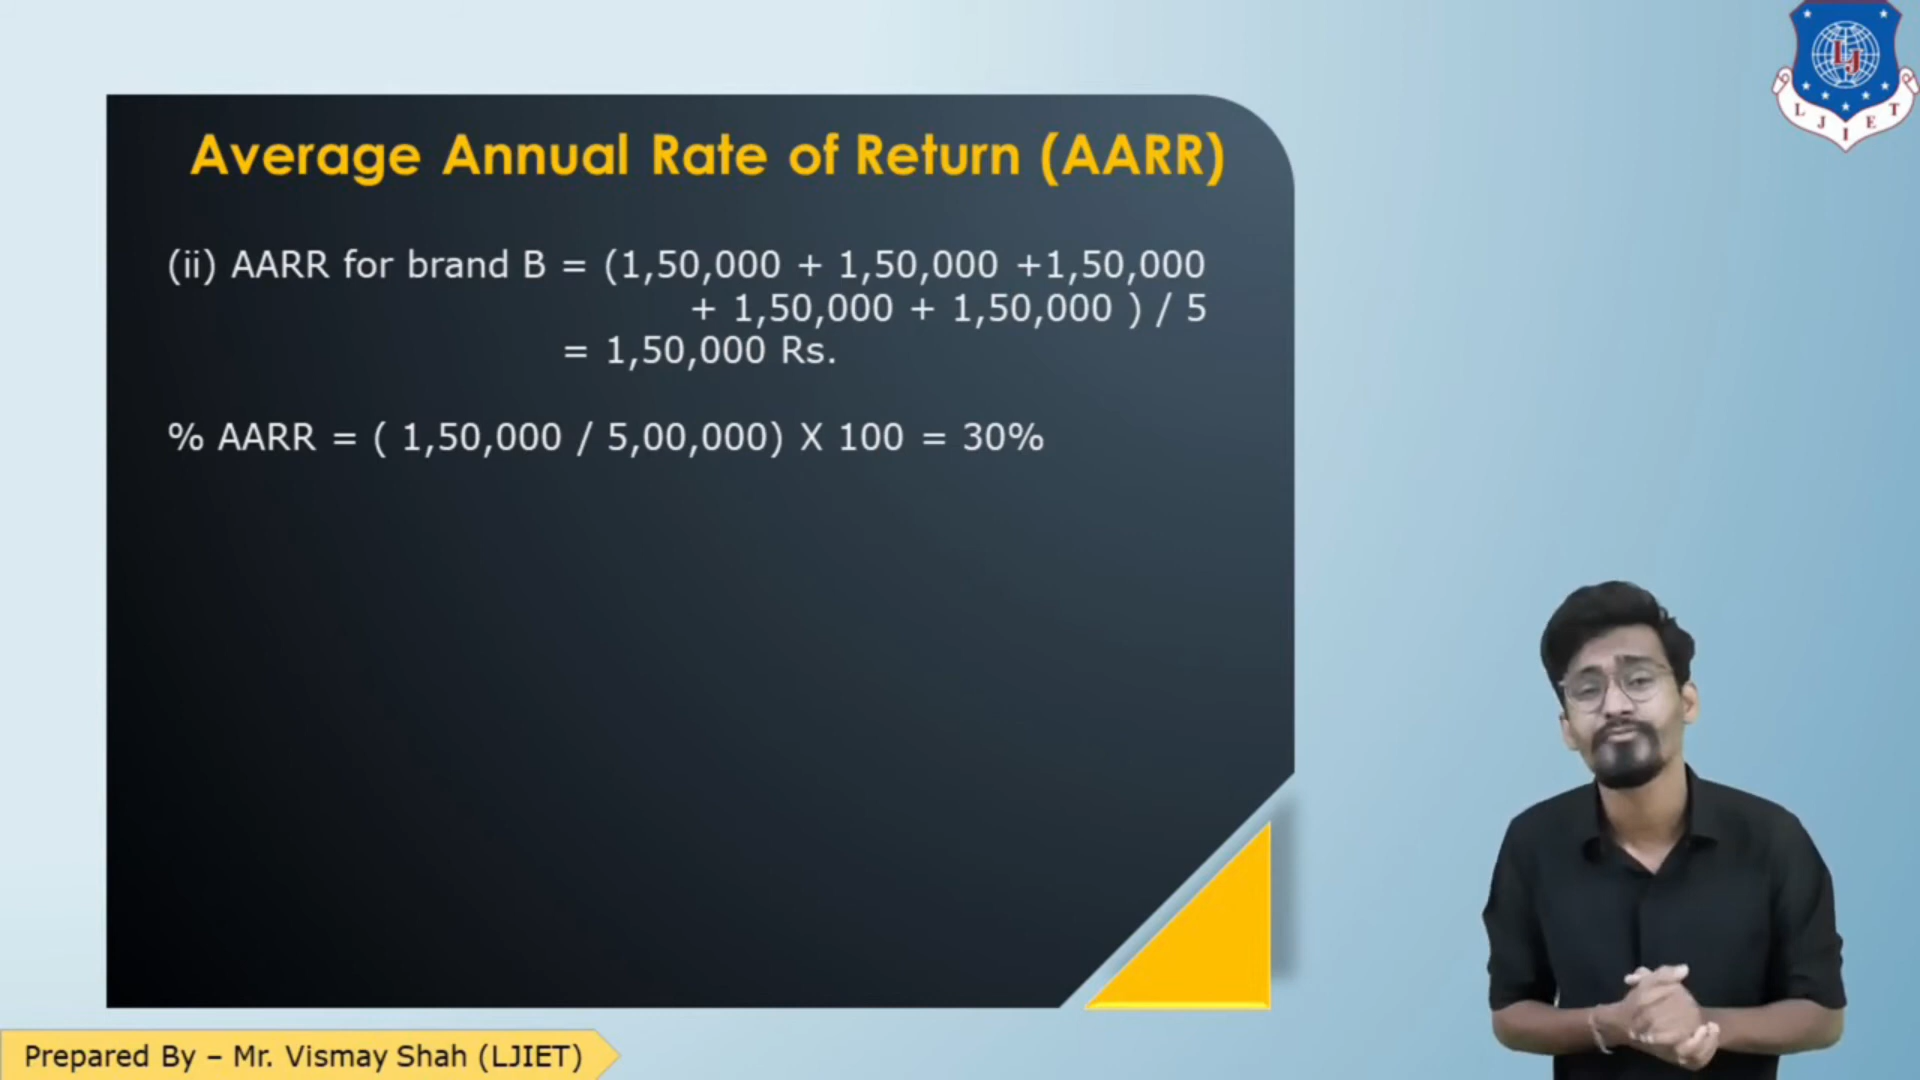 Average Annual Rate of Return (AARR)
(ii) AARR for brand B = (1,50,000 + 1,50,000 +1,50,000
+ 1,50,000 + 1,50,000 ) / 5
= 1,50,000 Rs.
% AARR = ( 1,50,000 / 5,00,000) X 100 = 30%
LJ
L J I E T
Prepared By – Mr. Vismay Shah (LJIET)